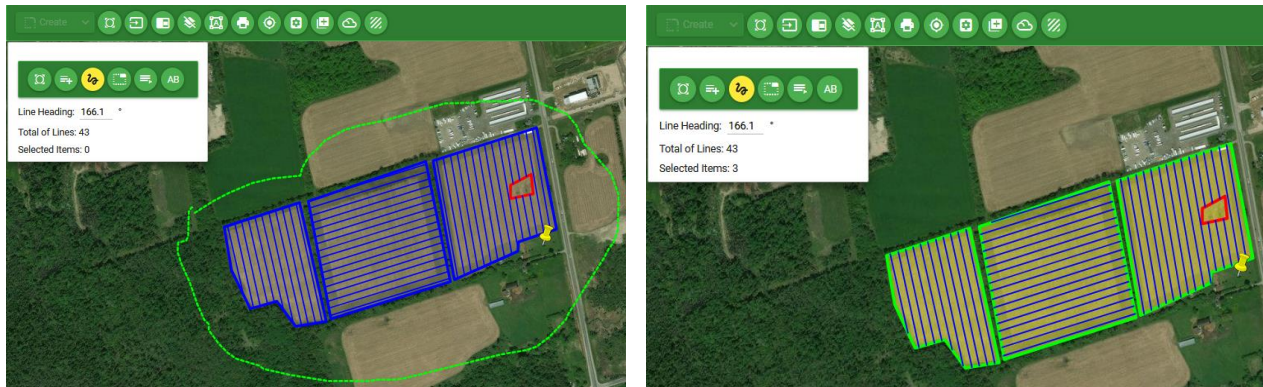 Create
AB
Line Heading: 166.1 °
Total of Lines: 43
Selected Items: 0
Create
AB
Line Heading: 166.1 °
Total of Lines: 43
Selected Items: 3